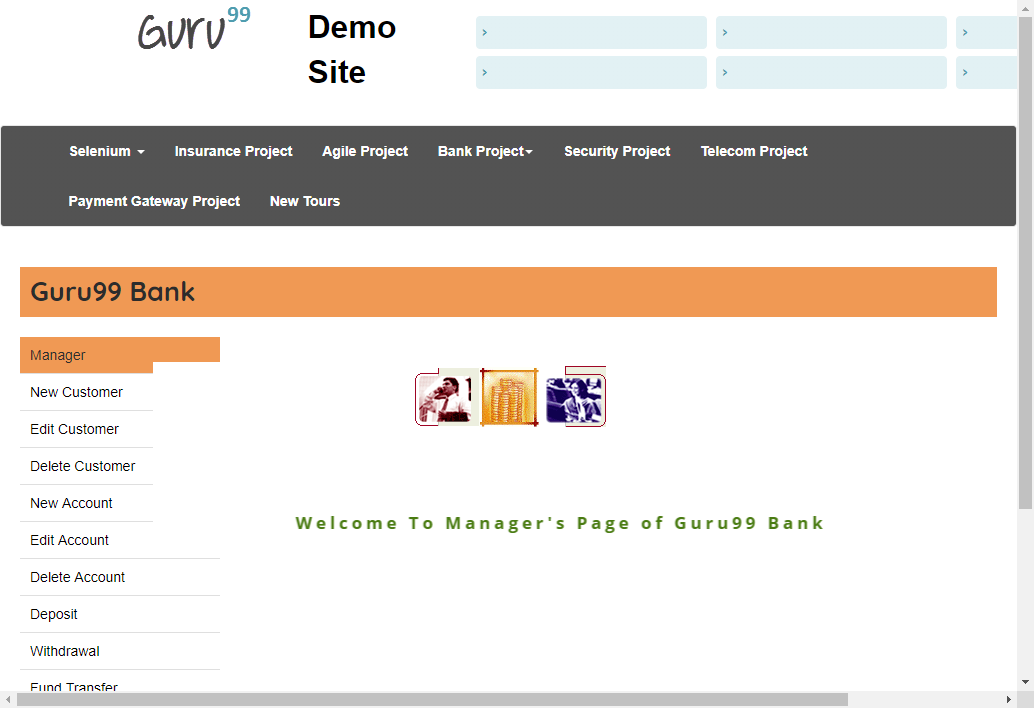 Guru99
Demo
Site
›
›
›
›
›
›
Selenium
Insurance Project
Agile Project
Bank Project
Security Project
Telecom Project
Payment Gateway Project
New Tours
Guru99 Bank
Manager
New Customer
Edit Customer
Delete Customer
New Account
Edit Account
Delete Account
Deposit
Withdrawal
Fund Transfer
Welcome To Manager's Page of Guru99 Bank